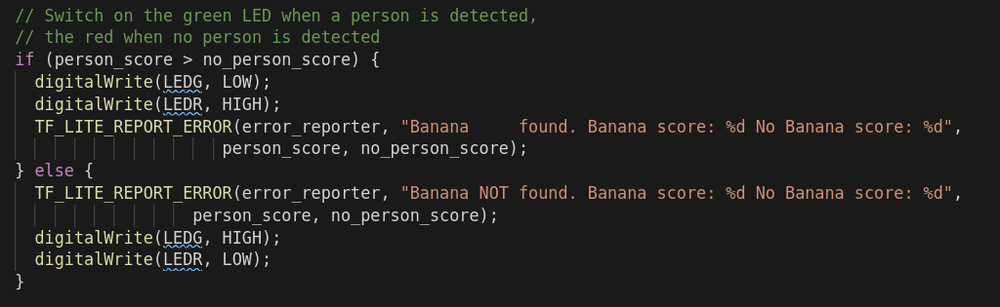 // Switch on the green LED when a person is detected,
// the red when no person is detected
if (person_score > no_person_score) {
  digitalWrite(LEDG, LOW);
  digitalWrite(LEDR, HIGH);
  TF_LITE_REPORT_ERROR(error_reporter, "Banana     found. Banana score: %d No Banana score: %d",
                     person_score, no_person_score);
} else {
  TF_LITE_REPORT_ERROR(error_reporter, "Banana NOT found. Banana score: %d No Banana score: %d",
                  person_score, no_person_score);
  digitalWrite(LEDG, HIGH);
  digitalWrite(LEDR, LOW);
}